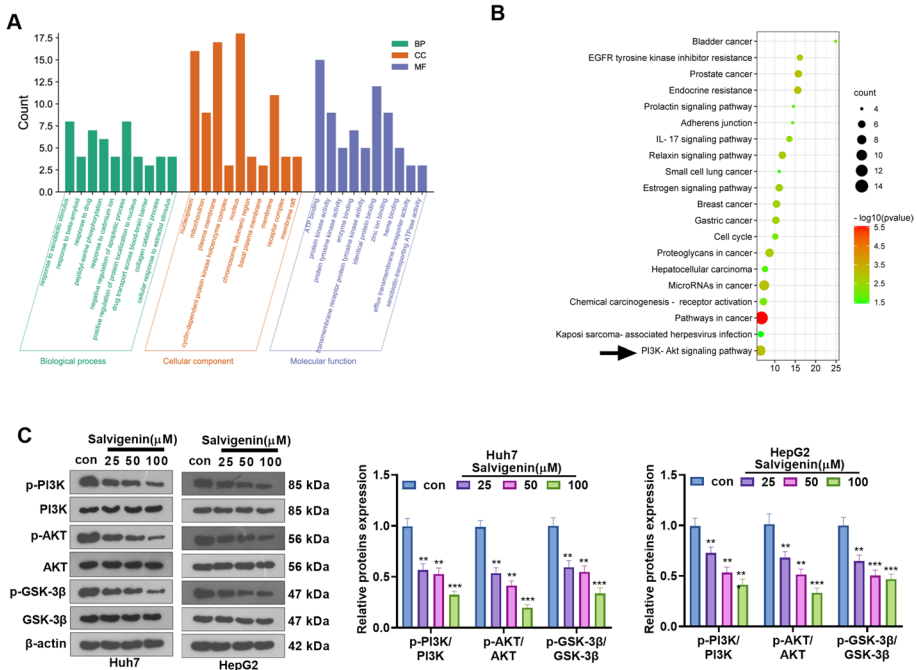 A
Count
17.5
15.0
12.5
10.0
7.5
5.0
2.5
0.0
BP
CC
MF
response to xenobiotic stimulus
response to beta-amyloid
response to drug
peptidyl-serine phosphorylation
response to cadmium ion
negative regulation of apoptotic process
positive regulation of protein localization to nucleus
drug transport across blood-brain barrier
collagen catabolic process
cellular response to estradiol stimulus
nucleoplasm
mitochondrion
plasma membrane
cyclin-dependent protein kinase holoenzyme complex
nucleus
chromosome, telomeric region
basal plasma membrane
membrane
receptor complex
membrane raft
ATP binding
protein kinase activity
protein tyrosine kinase activity
enzyme binding
transmembrane receptor protein tyrosine kinase activity
identical protein binding
zinc ion binding
heme binding
efflux transmembrane transporter activity
xenobiotic-transporting ATPase activity
Biological process
Cellular component
Molecular function
B
Bladder cancer
EGFR tyrosine kinase inhibitor resistance
Prostate cancer
Endocrine resistance
Prolactin signaling pathway
Adherens junction
IL- 17 signaling pathway
Relaxin signaling pathway
Small cell lung cancer
Estrogen signaling pathway
Breast cancer
Gastric cancer
Cell cycle
Proteoglycans in cancer
Hepatocellular carcinoma
MicroRNAs in cancer
Chemical carcinogenesis - receptor activation
Pathways in cancer
Kaposi sarcoma- associated herpesvirus infection
PI3K- Akt signaling pathway
10 15 20 25
count
4
6
8
10
12
14
- log10(pvalue)
5.5
4.5
3.5
2.5
1.5
C
Salvigenin(μM)
con 25 50 100
Salvigenin(μM)
con 25 50 100
p-PI3K
85 kDa
PI3K
85 kDa
p-AKT
56 kDa
AKT
56 kDa
p-GSK-3β
47 kDa
GSK-3β
47 kDa
β-actin
42 kDa
Huh7
HepG2
Huh7
Salvigenin(μM)
con 25 50 100
Relative proteins expression
1.5
1.0
0.5
0.0
** ** ***
** ** ***
** ** ***
p-PI3K/
PI3K
p-AKT/
AKT
p-GSK-3β/
GSK-3β
HepG2
Salvigenin(μM)
con 25 50 100
Relative proteins expression
1.5
1.0
0.5
0.0
** *** **
*
** *** ***
** *** ***
p-PI3K/
PI3K
p-AKT/
AKT
p-GSK-3β/
GSK-3β